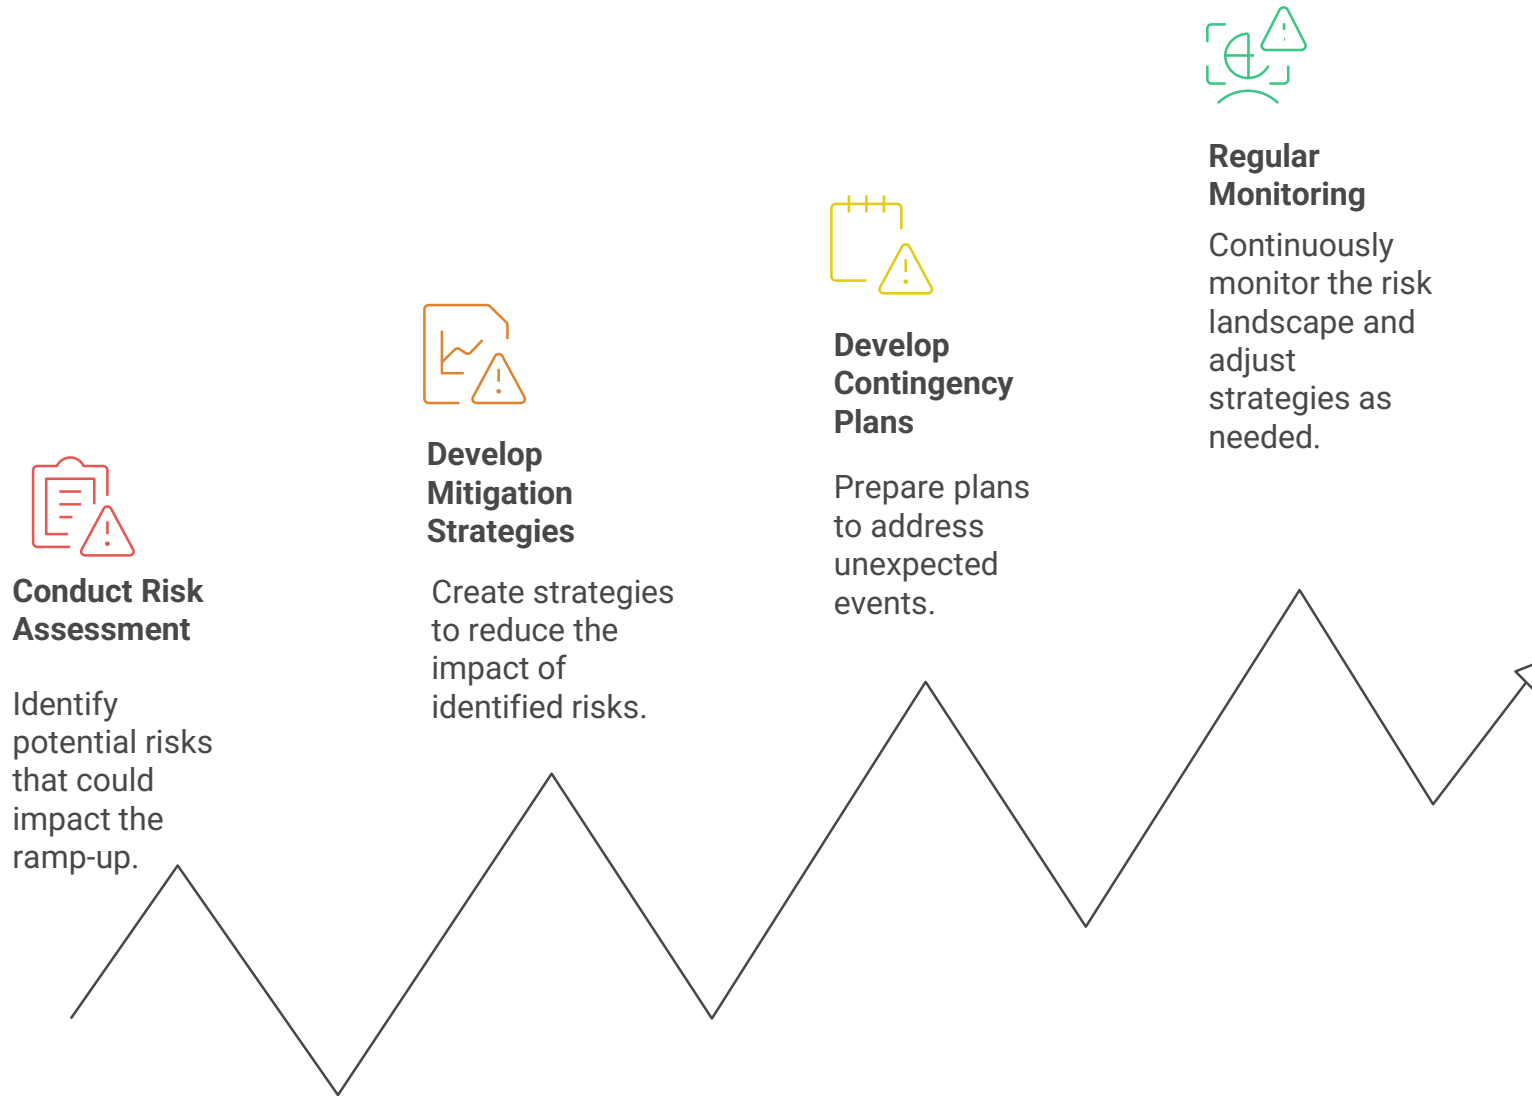 Conduct Risk
Assessment
Identify
potential risks
that could
impact the
ramp-up.
Develop
Mitigation
Strategies
Create strategies
to reduce the
impact of
identified risks.
Develop
Contingency
Plans
Prepare plans
to address
unexpected
events.
Regular
Monitoring
Continuously
monitor the risk
landscape and
adjust
strategies as
needed.